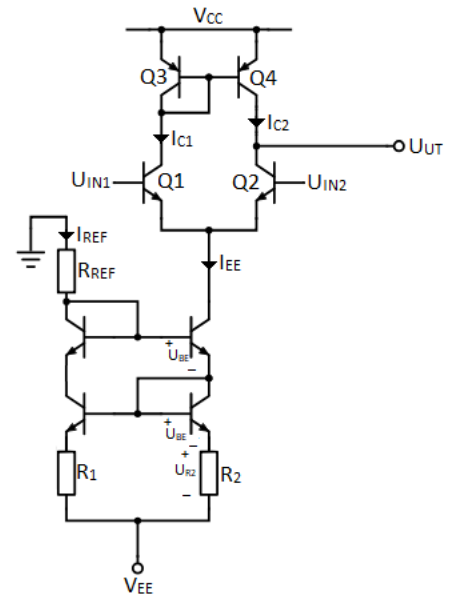 VCC
Q3 Q4
IC1 IC2
UUT
UIN1 Q1 Q2 UIN2
IREF
RREF IEE
+
UBE
−
+
UBE
−
+
R1 UR2 R2
−
VEE